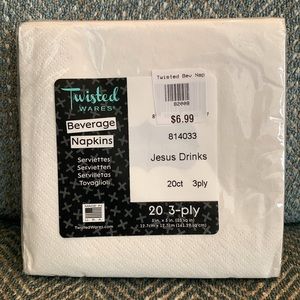 Twisted
WARES®
Beverage
Napkins
Serviettes
Servietten
Servilletas
Tovaglioli
TwistedWares.com
Twisted Bev Nap
82008
$6.99
814033
Jesus Drinks
20ct 3ply
20 3-ply